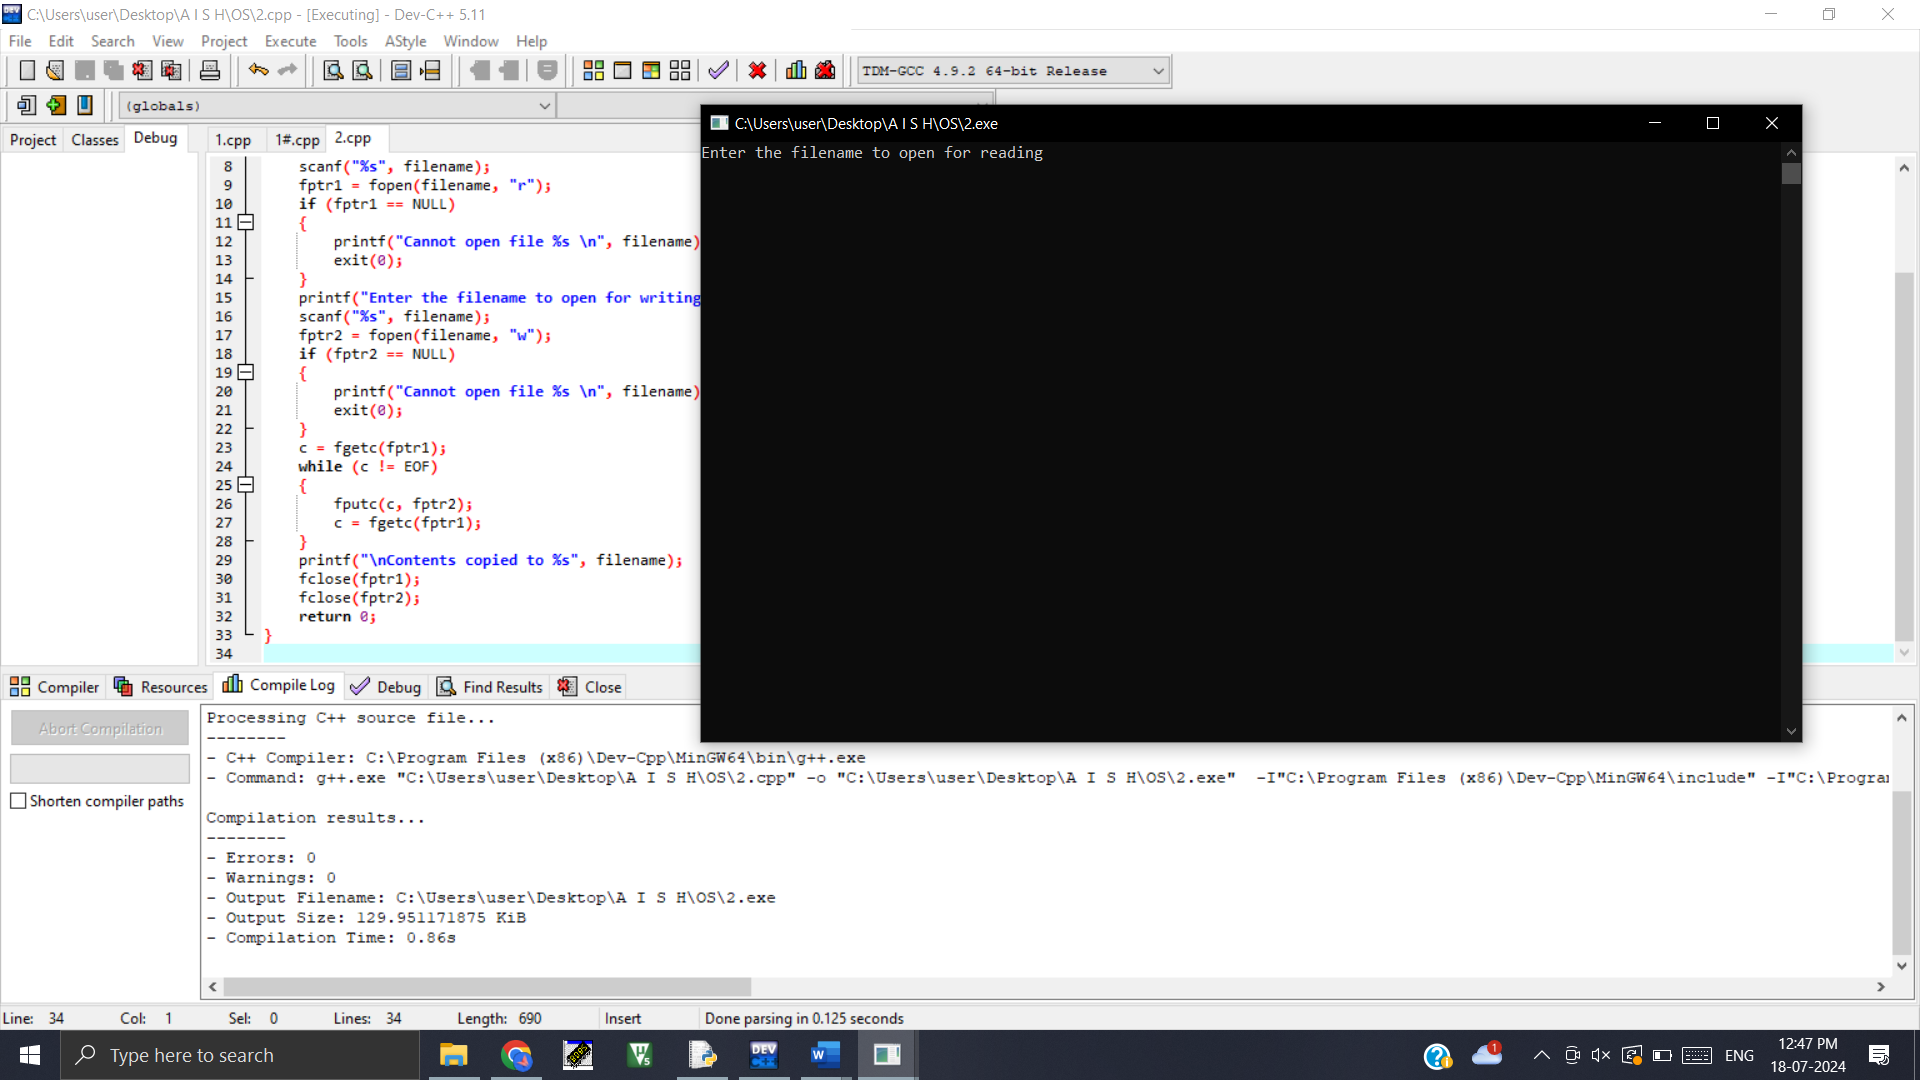 C:\Users\user\Desktop\A I S H\OS\2.cpp - [Executing] - Dev-C++ 5.11
File Edit Search View Project Execute Tools AStyle Window Help
TDM-GCC 4.9.2 64-bit Release
(globals)
Project Classes Debug
1.cpp 1#.cpp 2.cpp
8 scanf("%s", filename);
9 fptr1 = fopen(filename, "r");
10 if (fptr1 == NULL)
11 {
12 printf("Cannot open file %s \n", filename)
13 exit(0);
14 }
15 printf("Enter the filename to open for writing
16 scanf("%s", filename);
17 fptr2 = fopen(filename, "w");
18 if (fptr2 == NULL)
19 {
20 printf("Cannot open file %s \n", filename)
21 exit(0);
22 }
23 c = fgetc(fptr1);
24 while (c != EOF)
25 {
26 fputc(c, fptr2);
27 c = fgetc(fptr1);
28 }
29 printf("\nContents copied to %s", filename);
30 fclose(fptr1);
31 fclose(fptr2);
32 return 0;
33 }
34
C:\Users\user\Desktop\A I S H\OS\2.exe
Enter the filename to open for reading
Compiler Resources Compile Log Debug Find Results Close
Abort Compilation
Shorten compiler paths
Processing C++ source file...
--------
- C++ Compiler: C:\Program Files (x86)\Dev-Cpp\MinGW64\bin\g++.exe
- Command: g++.exe "C:\Users\user\Desktop\A I S H\OS\2.cpp" -o "C:\Users\user\Desktop\A I S H\OS\2.exe" -I"C:\Program Files (x86)\Dev-Cpp\MinGW64\include" -I"C:\Progra
Compilation results...
--------
- Errors: 0
- Warnings: 0
- Output Filename: C:\Users\user\Desktop\A I S H\OS\2.exe
- Output Size: 129.951171875 KiB
- Compilation Time: 0.86s
Line: 34 Col: 1 Sel: 0 Lines: 34 Length: 690 Insert Done parsing in 0.125 seconds
Type here to search
DEV C++
1
ENG
12:47 PM
18-07-2024